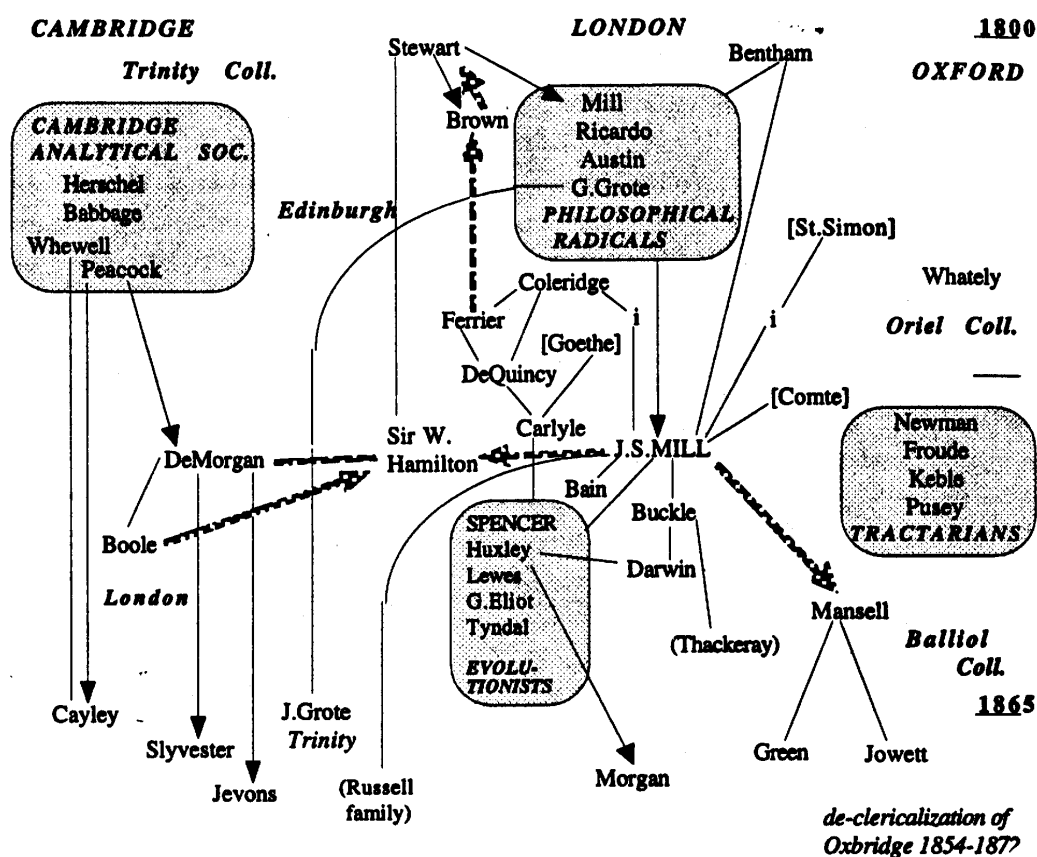 CAMBRIDGE
LONDON
1800
Stewart
Bentham
Trinity Coll.
OXFORD
CAMBRIDGE
ANALYTICAL SOC.
Herschel
Babbage
Whewell
Peacock
Brown
Mill
Ricardo
Austin
G.Grote
PHILOSOPHICAL
RADICALS
Edinburgh
[St.Simon]
Coleridge
Whately
Ferrier
i
i
Oriel Coll.
[Goethe]
DeQuincy
[Comte]
Carlyle
Sir W.
Hamilton
J.S.MILL
DeMorgan
Newman
Froude
Keble
Pusey
TRACTARIANS
Bain
Buckle
Boole
SPENCER
Huxley
Lewes
G.Eliot
Tyndal
EVOLU-
TIONISTS
Darwin
London
Mansell
(Thackeray)
Balliol
Coll.
1865
Cayley
J.Grote
Trinity
Slyvester
Green
Jowett
Jevons
(Russell
family)
Morgan
de-clericalization of
Oxbridge 1854-187?